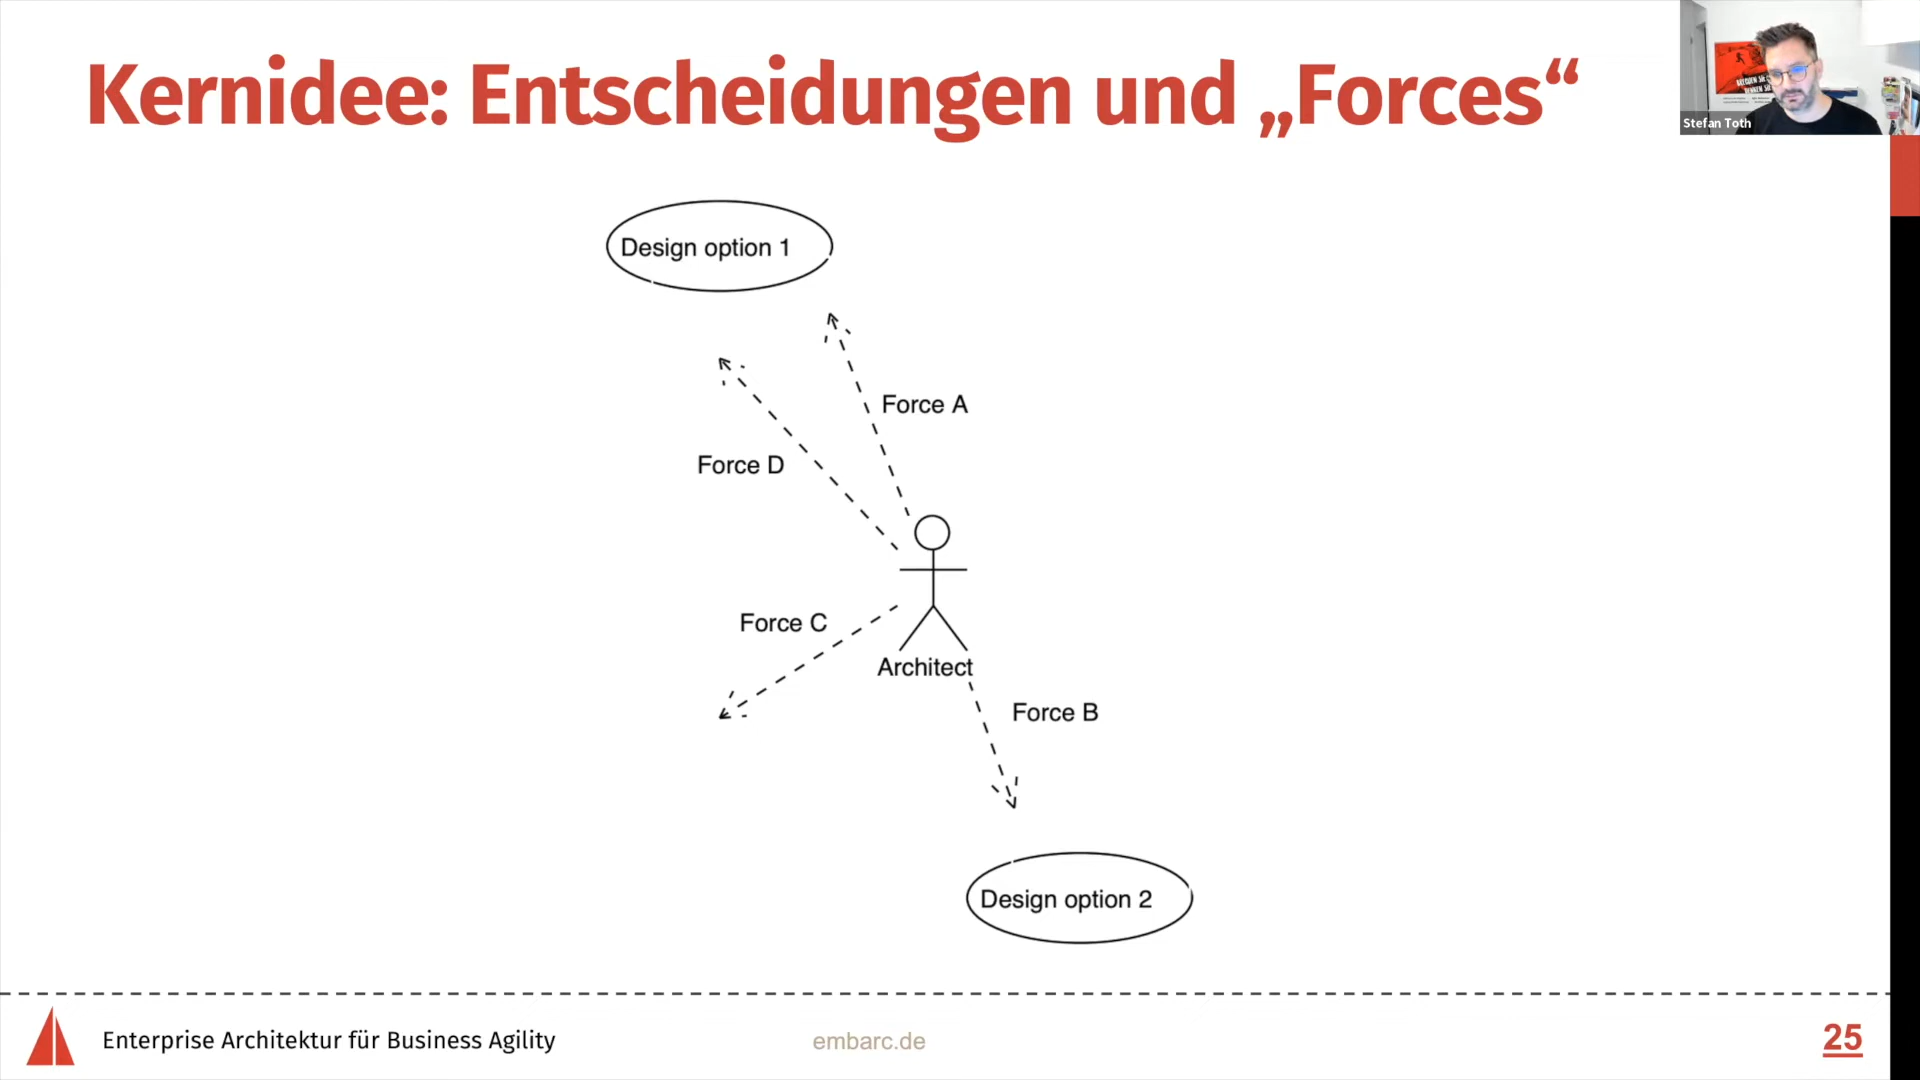 Kernidee: Entscheidungen und „Forces“
Stefan Toth
Design option 1
Force A
Force D
Force C
Architect
Force B
Design option 2
Enterprise Architektur für Business Agility
embarc.de
25